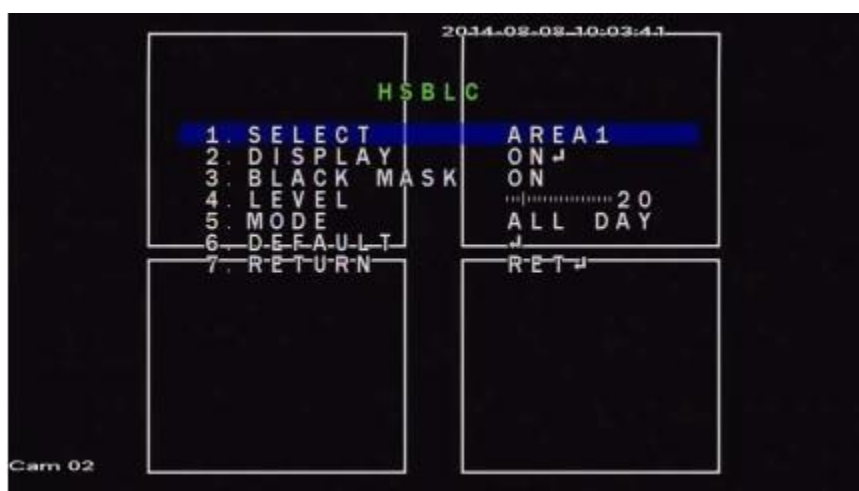 2014-08-08 10:03:41
HSBLC
1. SELECT AREA1
2. DISPLAY ON↲
3. BLACK MASK ON
4. LEVEL 20
5. MODE ALL DAY
6. DEFAULT ↲
7. RETURN RET↲
Cam 02